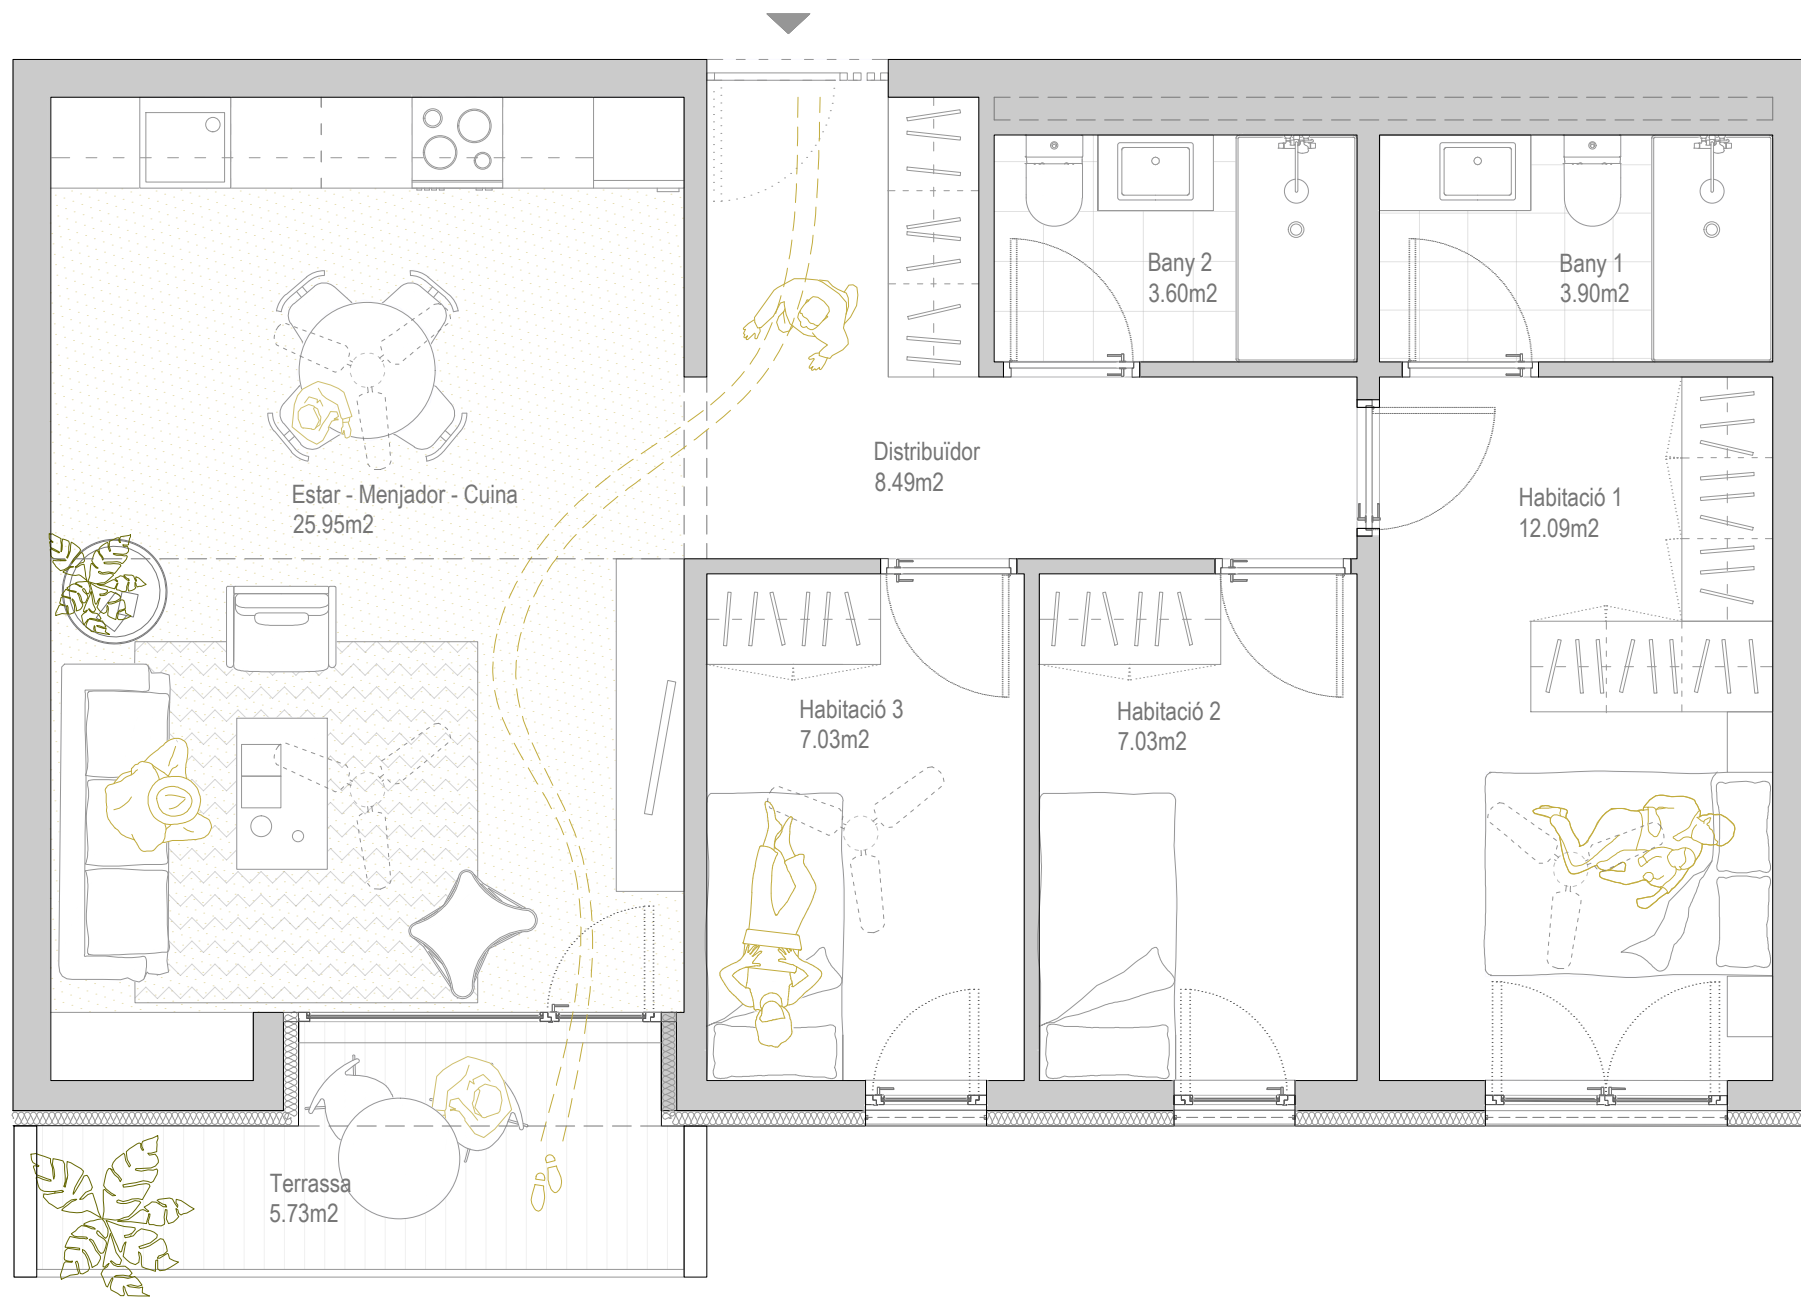 Bany 2
3.60m2
Bany 1
3.90m2
Distribuïdor
8.49m2
Estar - Menjador - Cuina
25.95m2
Habitació 1
12.09m2
Habitació 3
7.03m2
Habitació 2
7.03m2
Terrassa
5.73m2